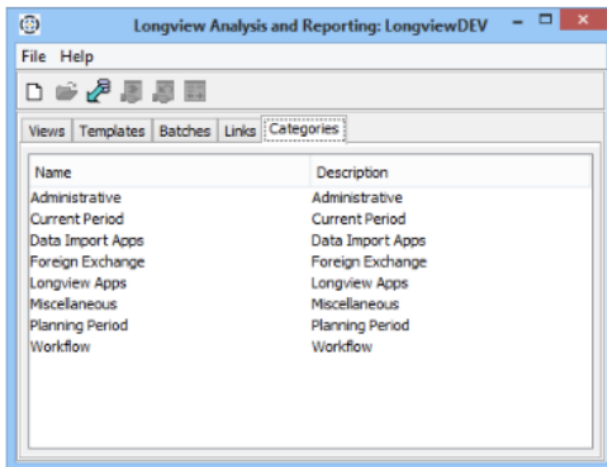 Longview Analysis and Reporting: LongviewDEV
File Help
Views Templates Batches Links Categories
Name Description
Administrative Administrative
Current Period Current Period
Data Import Apps Data Import Apps
Foreign Exchange Foreign Exchange
Longview Apps Longview Apps
Miscellaneous Miscellaneous
Planning Period Planning Period
Workflow Workflow